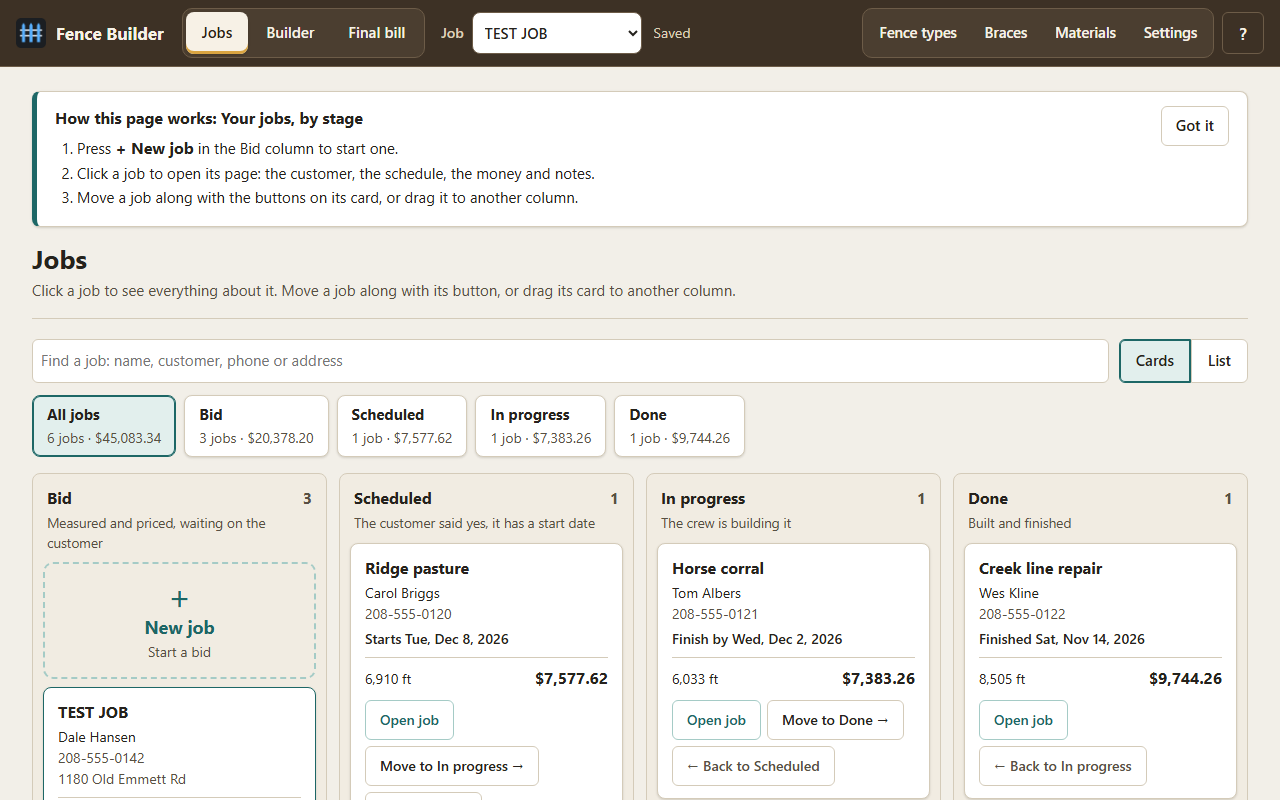 Fence Builder
Jobs
Builder
Final bill
Job
TEST JOB
Saved
Fence types
Braces
Materials
Settings
?
How this page works: Your jobs, by stage
Got it
1. Press + New job in the Bid column to start one.
2. Click a job to open its page: the customer, the schedule, the money and notes.
3. Move a job along with the buttons on its card, or drag it to another column.
Jobs
Click a job to see everything about it. Move a job along with its button, or drag its card to another column.
Find a job: name, customer, phone or address
Cards
List
All jobs
6 jobs · $45,083.34
Bid
3 jobs · $20,378.20
Scheduled
1 job · $7,577.62
In progress
1 job · $7,383.26
Done
1 job · $9,744.26
Bid 3
Measured and priced, waiting on the
customer
+
New job
Start a bid
TEST JOB
Dale Hansen
208-555-0142
1180 Old Emmett Rd
Scheduled 1
The customer said yes, it has a start date
Ridge pasture
Carol Briggs
208-555-0120
Starts Tue, Dec 8, 2026
6,910 ft $7,577.62
Open job
Move to In progress →
In progress 1
The crew is building it
Horse corral
Tom Albers
208-555-0121
Finish by Wed, Dec 2, 2026
6,033 ft $7,383.26
Open job
Move to Done →
← Back to Scheduled
Done 1
Built and finished
Creek line repair
Wes Kline
208-555-0122
Finished Sat, Nov 14, 2026
8,505 ft $9,744.26
Open job
← Back to In progress